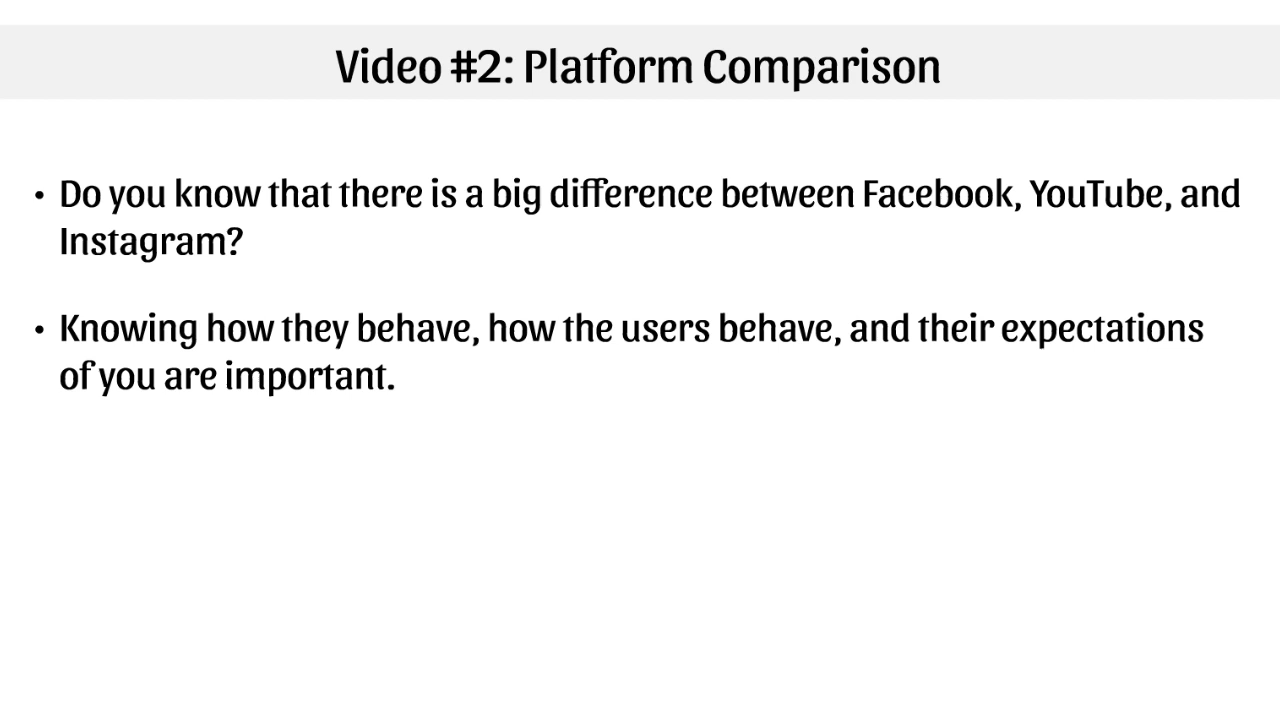 Video #2: Platform Comparison
• Do you know that there is a big difference between Facebook, YouTube, and
Instagram?
• Knowing how they behave, how the users behave, and their expectations
of you are important.